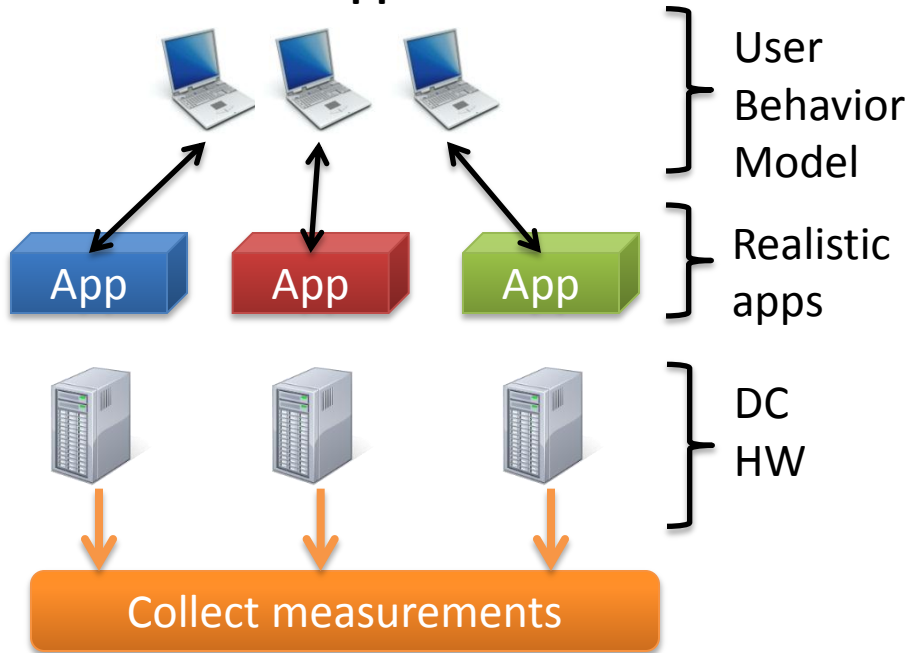 User
Behavior
Model
App
App
App
Realistic
apps
DC
HW
Collect measurements